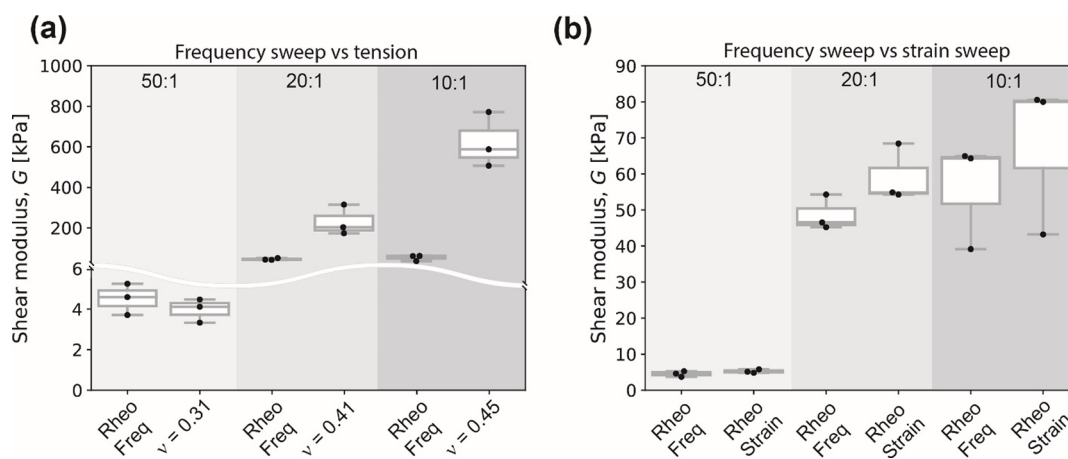 (a)
Frequency sweep vs tension
Shear modulus, G [kPa]
1000
800
600
400
200
6
4
2
0
50:1
20:1
10:1
Rheo
Freq
ν = 0.31
Rheo
Freq
ν = 0.41
Rheo
Freq
ν = 0.45
(b)
Frequency sweep vs strain sweep
Shear modulus, G [kPa]
90
80
70
60
50
40
30
20
10
0
50:1
20:1
10:1
Rheo
Freq
Rheo
Strain
Rheo
Freq
Rheo
Strain
Rheo
Freq
Rheo
Strain